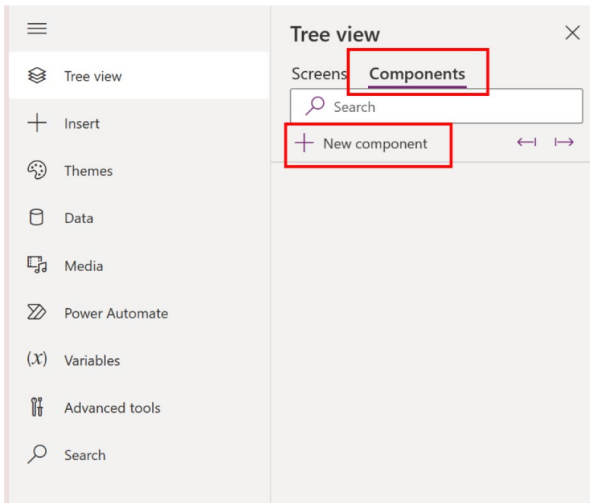 Tree view
Insert
Themes
Data
Media
Power Automate
(x) Variables
Advanced tools
Search
Tree view
Screens Components
Search
New component